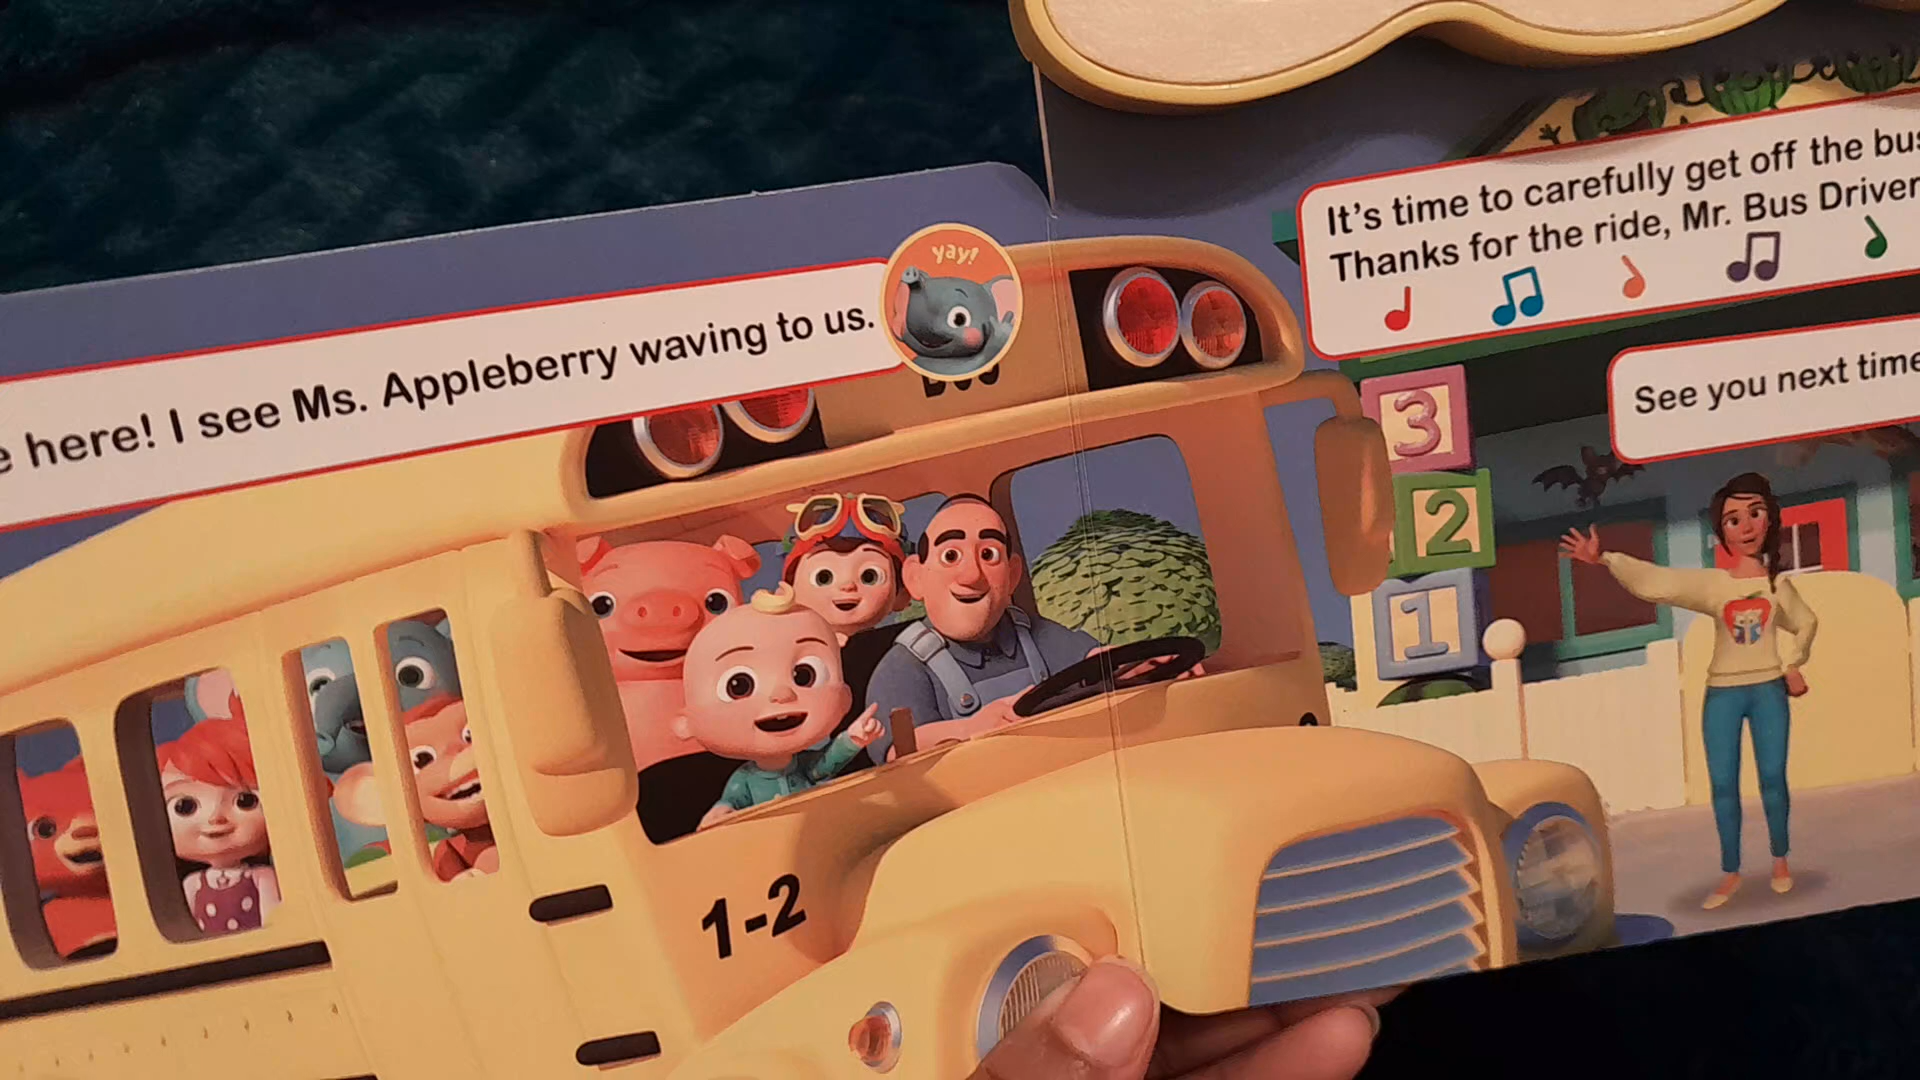 here! I see Ms. Appleberry waving to us.
yay!
BUS
It's time to carefully get off the bus
Thanks for the ride, Mr. Bus Driver
See you next time
3
2
1
1-2